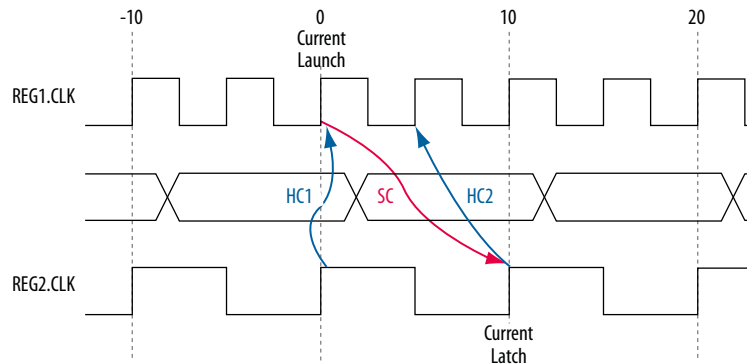 -10 0 10 20
Current
Launch
REG1.CLK
HC1 SC HC2
REG2.CLK
Current
Latch